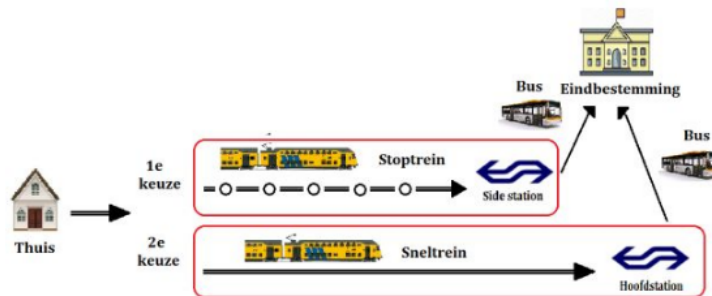 Bus
Eindbestemming
Bus
1e
keuze
Stoptrein
Side station
Thuis
2e
keuze
Sneltrein
Hoofdstation